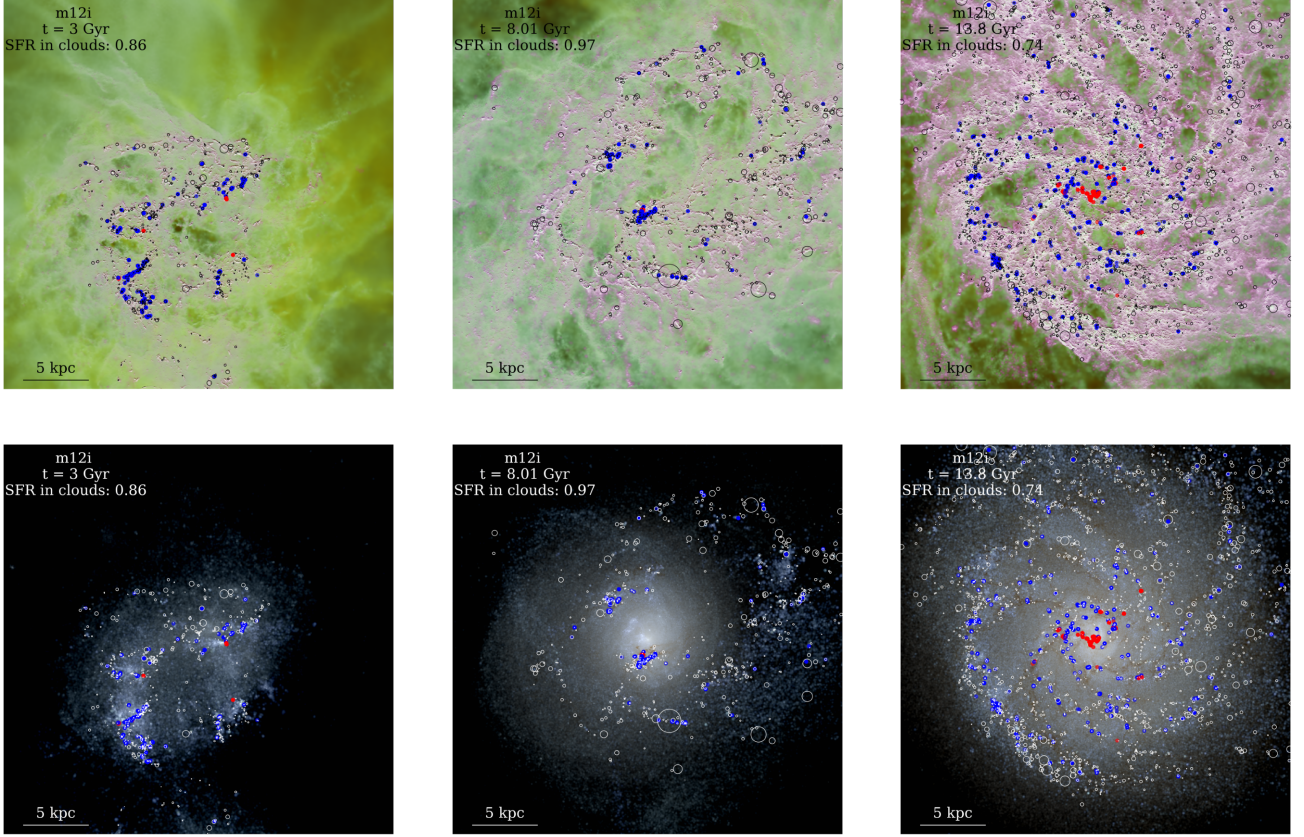 m12i
t = 3 Gyr
SFR in clouds: 0.86
5 kpc
m12i
t = 8.01 Gyr
SFR in clouds: 0.97
5 kpc
m12i
t = 13.8 Gyr
SFR in clouds: 0.74
5 kpc
m12i
t = 3 Gyr
SFR in clouds: 0.86
5 kpc
m12i
t = 8.01 Gyr
SFR in clouds: 0.97
5 kpc
m12i
t = 13.8 Gyr
SFR in clouds: 0.74
5 kpc